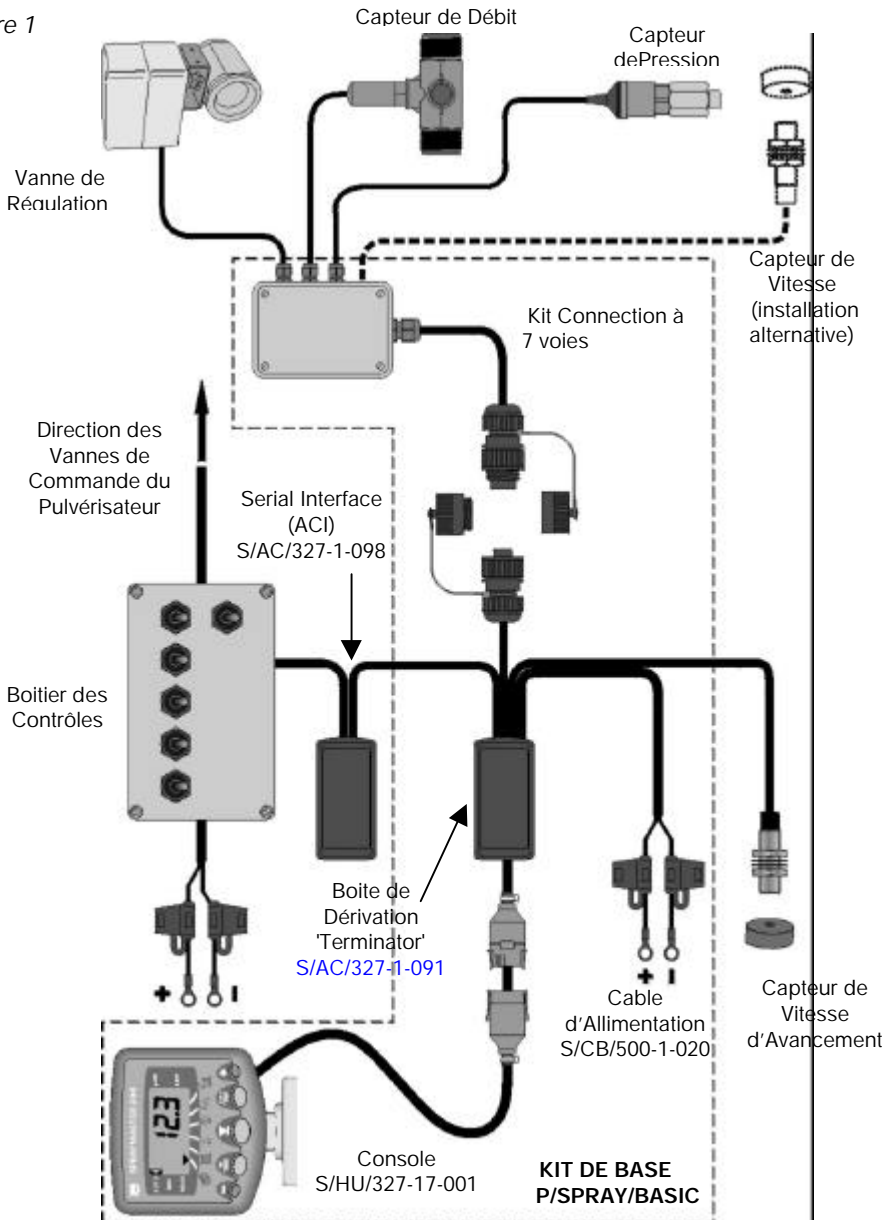 re 1
Capteur de Débit
Capteur
dePression
Vanne de
Régulation
Capteur de
Vitesse
(installation
alternative)
Kit Connection à
7 voies
Direction des
Vannes de
Commande du
Pulvérisateur
Serial Interface
(ACI)
S/AC/327-1-098
Boitier des
Contrôles
Boite de
Dérivation
'Terminator'
S/AC/327-1-091
+ -
+ -
Cable
d'Allimentation
S/CB/500-1-020
Capteur de
Vitesse
d'Avancement
12.3
Console
S/HU/327-17-001
KIT DE BASE
P/SPRAY/BASIC